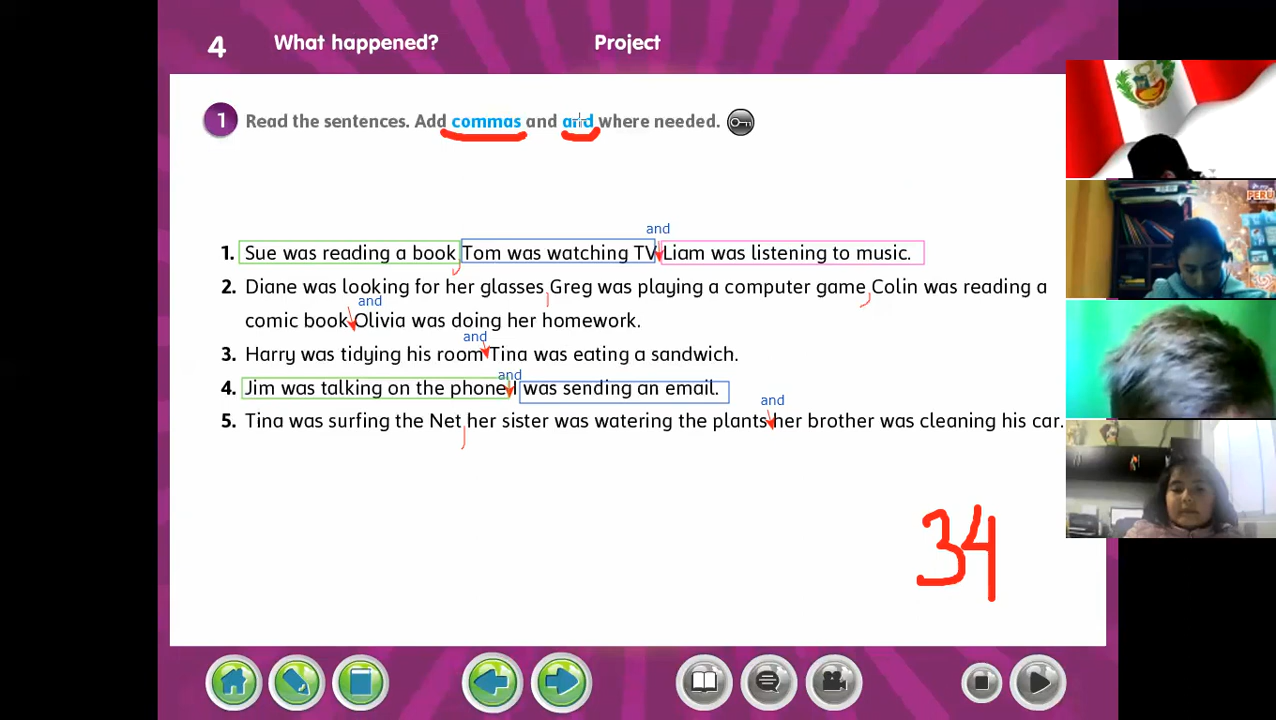 4 What happened? Project
1 Read the sentences. Add commas and and where needed.
and
1. Sue was reading a book, Tom was watching TV Liam was listening to music.
2. Diane was looking for her glasses, Greg was playing a computer game, Colin was reading a
and
comic book Olivia was doing her homework.
and
3. Harry was tidying his room Tina was eating a sandwich.
and
4. Jim was talking on the phone I was sending an email.
and
5. Tina was surfing the Net, her sister was watering the plants her brother was cleaning his car.
34
PERÚ